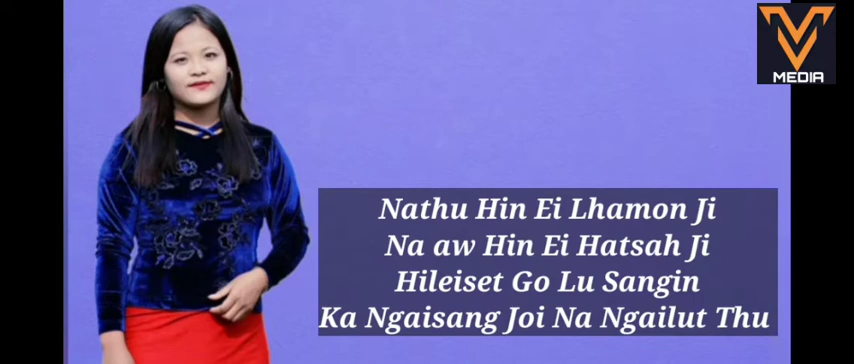 MEDIA
Nathu Hin Ei Lhamon Ji
Na aw Hin Ei Hatsah Ji
Hileiset Go Lu Sangin
Ka Ngaisang Joi Na Ngailut Thu